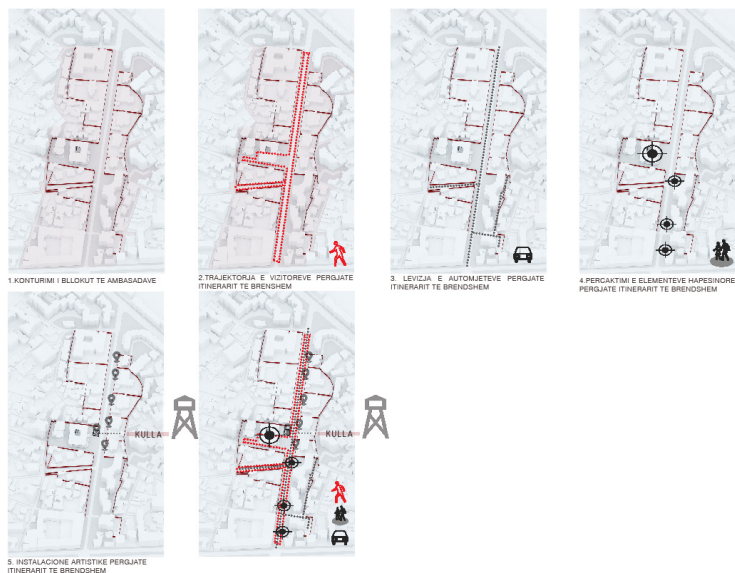 1.KONTURIMI I BLLOKUT TE AMBASADAVE
2.TRAJEKTORJA E VIZITOREVE PERGJATE
ITINERARIT TE BRENSHEM
3. LEVIZJA E AUTOMJETEVE PERGJATE
ITINERARIT TE BRENDSHEM
4.PERCAKTIMI E ELEMENTEVE HAPESINORE
PERGJATE ITINERARIT TE BRENDSHEM
KULLA
KULLA
5. INSTALACIONE ARTISTIKE PERGJATE
ITINERARIT TE BRENDSHEM